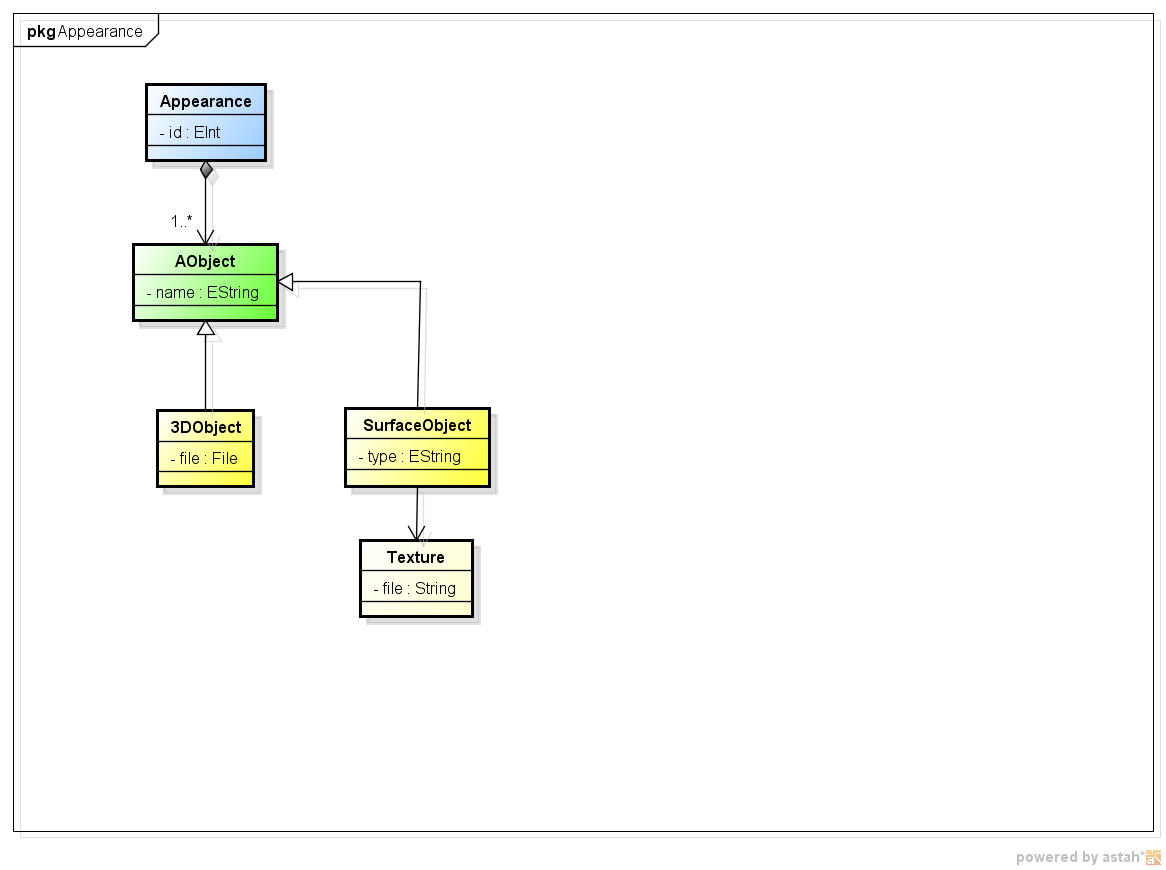 pkg Appearance
Appearance
- id : EInt
1..*
AObject
- name : EString
3DObject
- file : File
SurfaceObject
- type : EString
Texture
- file : String
powered by astah*